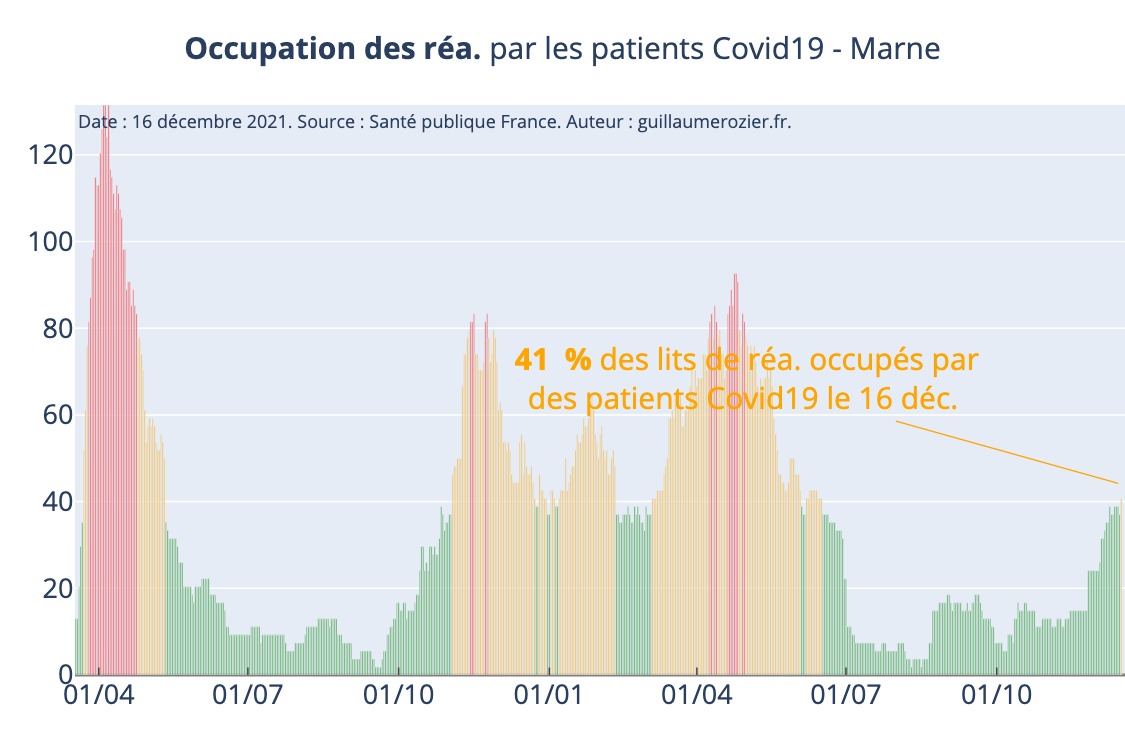 Occupation des réa. par les patients Covid19 - Marne
Date : 16 décembre 2021. Source : Santé publique France. Auteur : guillaumerozier.fr.
120
100
80
60
40
20
0
41 % des lits de réa. occupés par
des patients Covid19 le 16 déc.
01/04 01/07 01/10 01/01 01/04 01/07 01/10